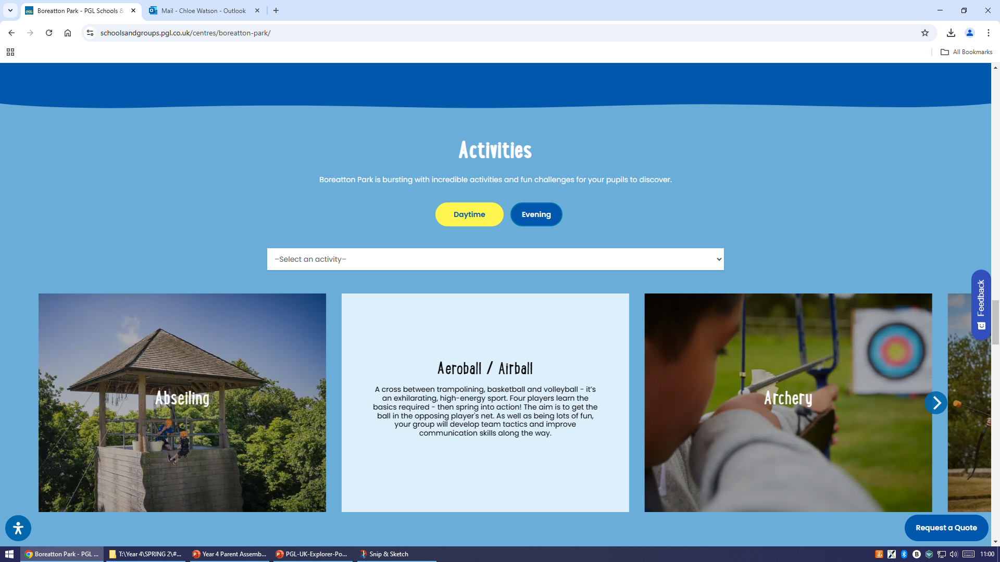 Boreatton Park - PGL Schools &
Mail - Chloe Watson - Outlook
schoolsandgroups.pgl.co.uk/centres/boreatton-park/
All Bookmarks
Activities
Boreatton Park is bursting with incredible activities and fun challenges for your pupils to discover.
Daytime
Evening
–Select an activity–
Feedback
Abseiling
Aeroball / Airball
A cross between trampolining, basketball and volleyball - it's
an exhilarating, high-energy sport. Four players learn the
basics required - then spring into action! The aim is to get the
ball in the opposing player's net. As well as being lots of fun,
your group will develop team tactics and improve
communication skills along the way.
Archery
Request a Quote
Boreatton Park - PGL ...
T:\Year 4\SPRING 2\#...
Year 4 Parent Assemb...
PGL-UK-Explorer-Po...
Snip & Sketch
11:00